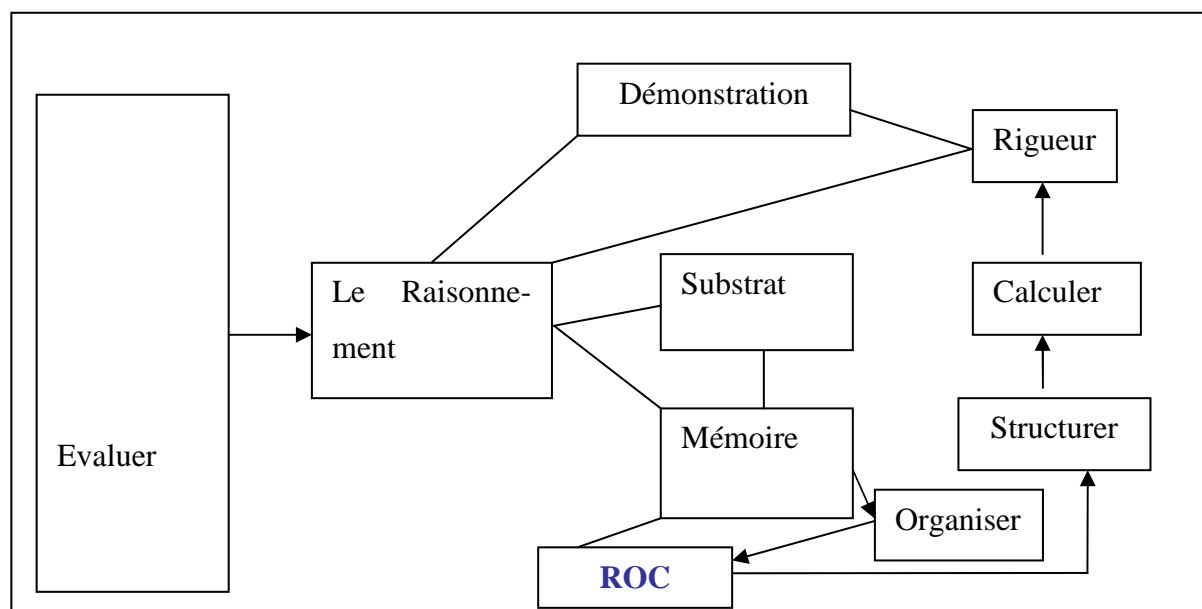 Démonstration
Rigueur
Substrat
Calculer
Le Raisonne-
ment
Structurer
Mémoire
Evaluer
Organiser
ROC